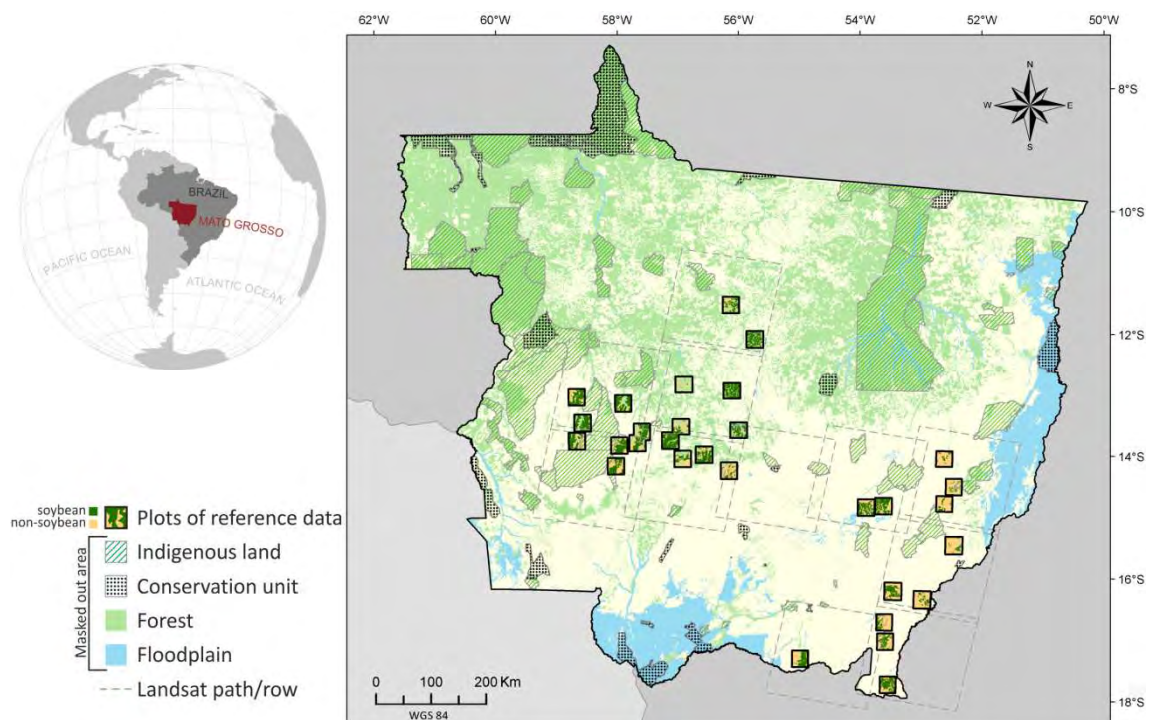 62°W 60°W 58°W 56°W 54°W 52°W 50°W
N
W E
S
8°S
10°S
12°S
14°S
16°S
18°S
BRAZIL
MATO GROSSO
PACIFIC OCEAN
ATLANTIC OCEAN
soybean
non-soybean
Plots of reference data
Masked out area
Indigenous land
Conservation unit
Forest
Floodplain
Landsat path/row
0 100 200 Km
WGS 84